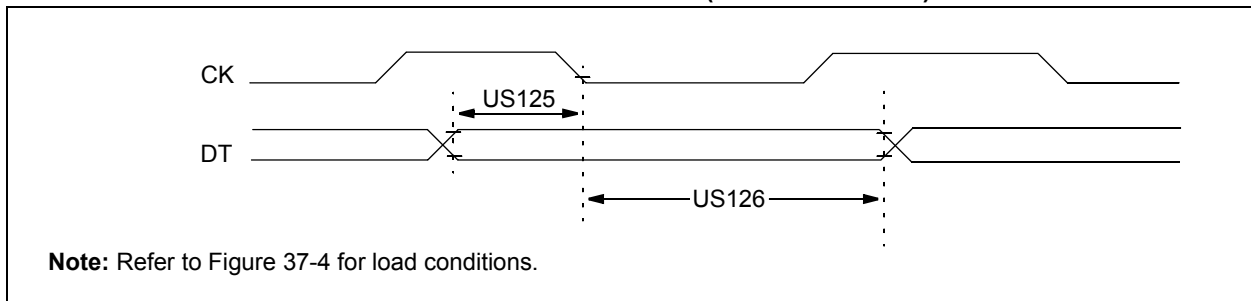 CK
US125
DT
US126
Note: Refer to Figure 37-4 for load conditions.